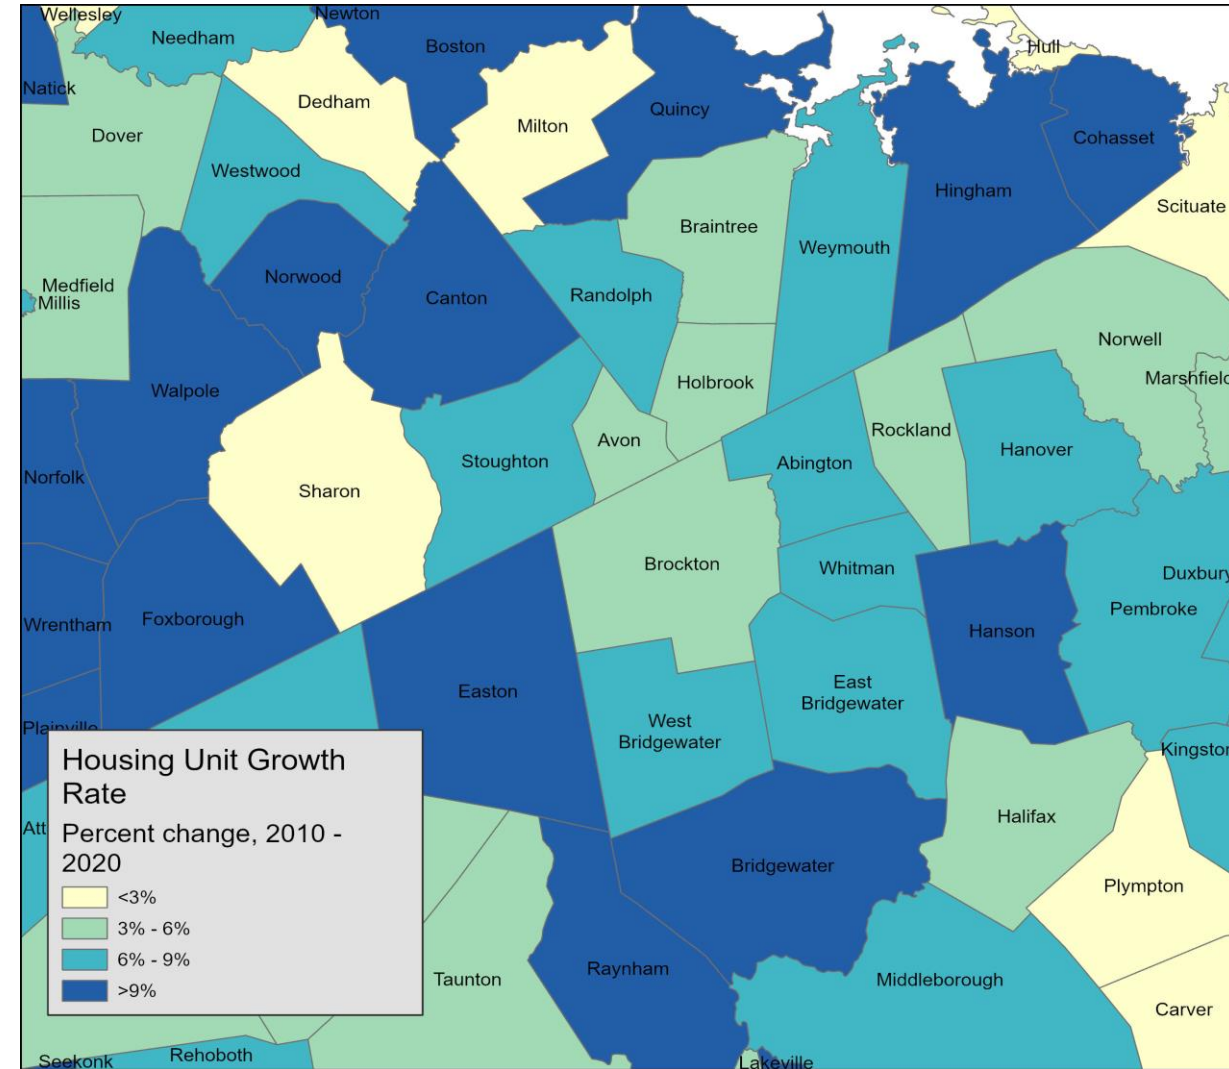 Wellesley
Newton
Needham
Boston
Hull
Natick
Dedham
Milton
Quincy
Dover
Cohasset
Westwood
Hingham
Scituate
Braintree
Weymouth
Norwood
Medfield
Millis
Canton
Randolph
Norwell
Walpole
Holbrook
Marshfield
Avon
Rockland
Stoughton
Abington
Hanover
Norfolk
Sharon
Brockton
Whitman
Duxbury
Pembroke
Wrentham
Foxborough
Hanson
Easton
East
Bridgewater
West
Bridgewater
Plainville
Kingston
Housing Unit Growth
Rate
Percent change, 2010 -
2020
<3%
3% - 6%
6% - 9%
>9%
Att
Halifax
Bridgewater
Plympton
Raynham
Taunton
Middleborough
Carver
Seekonk
Rehoboth
Lakeville